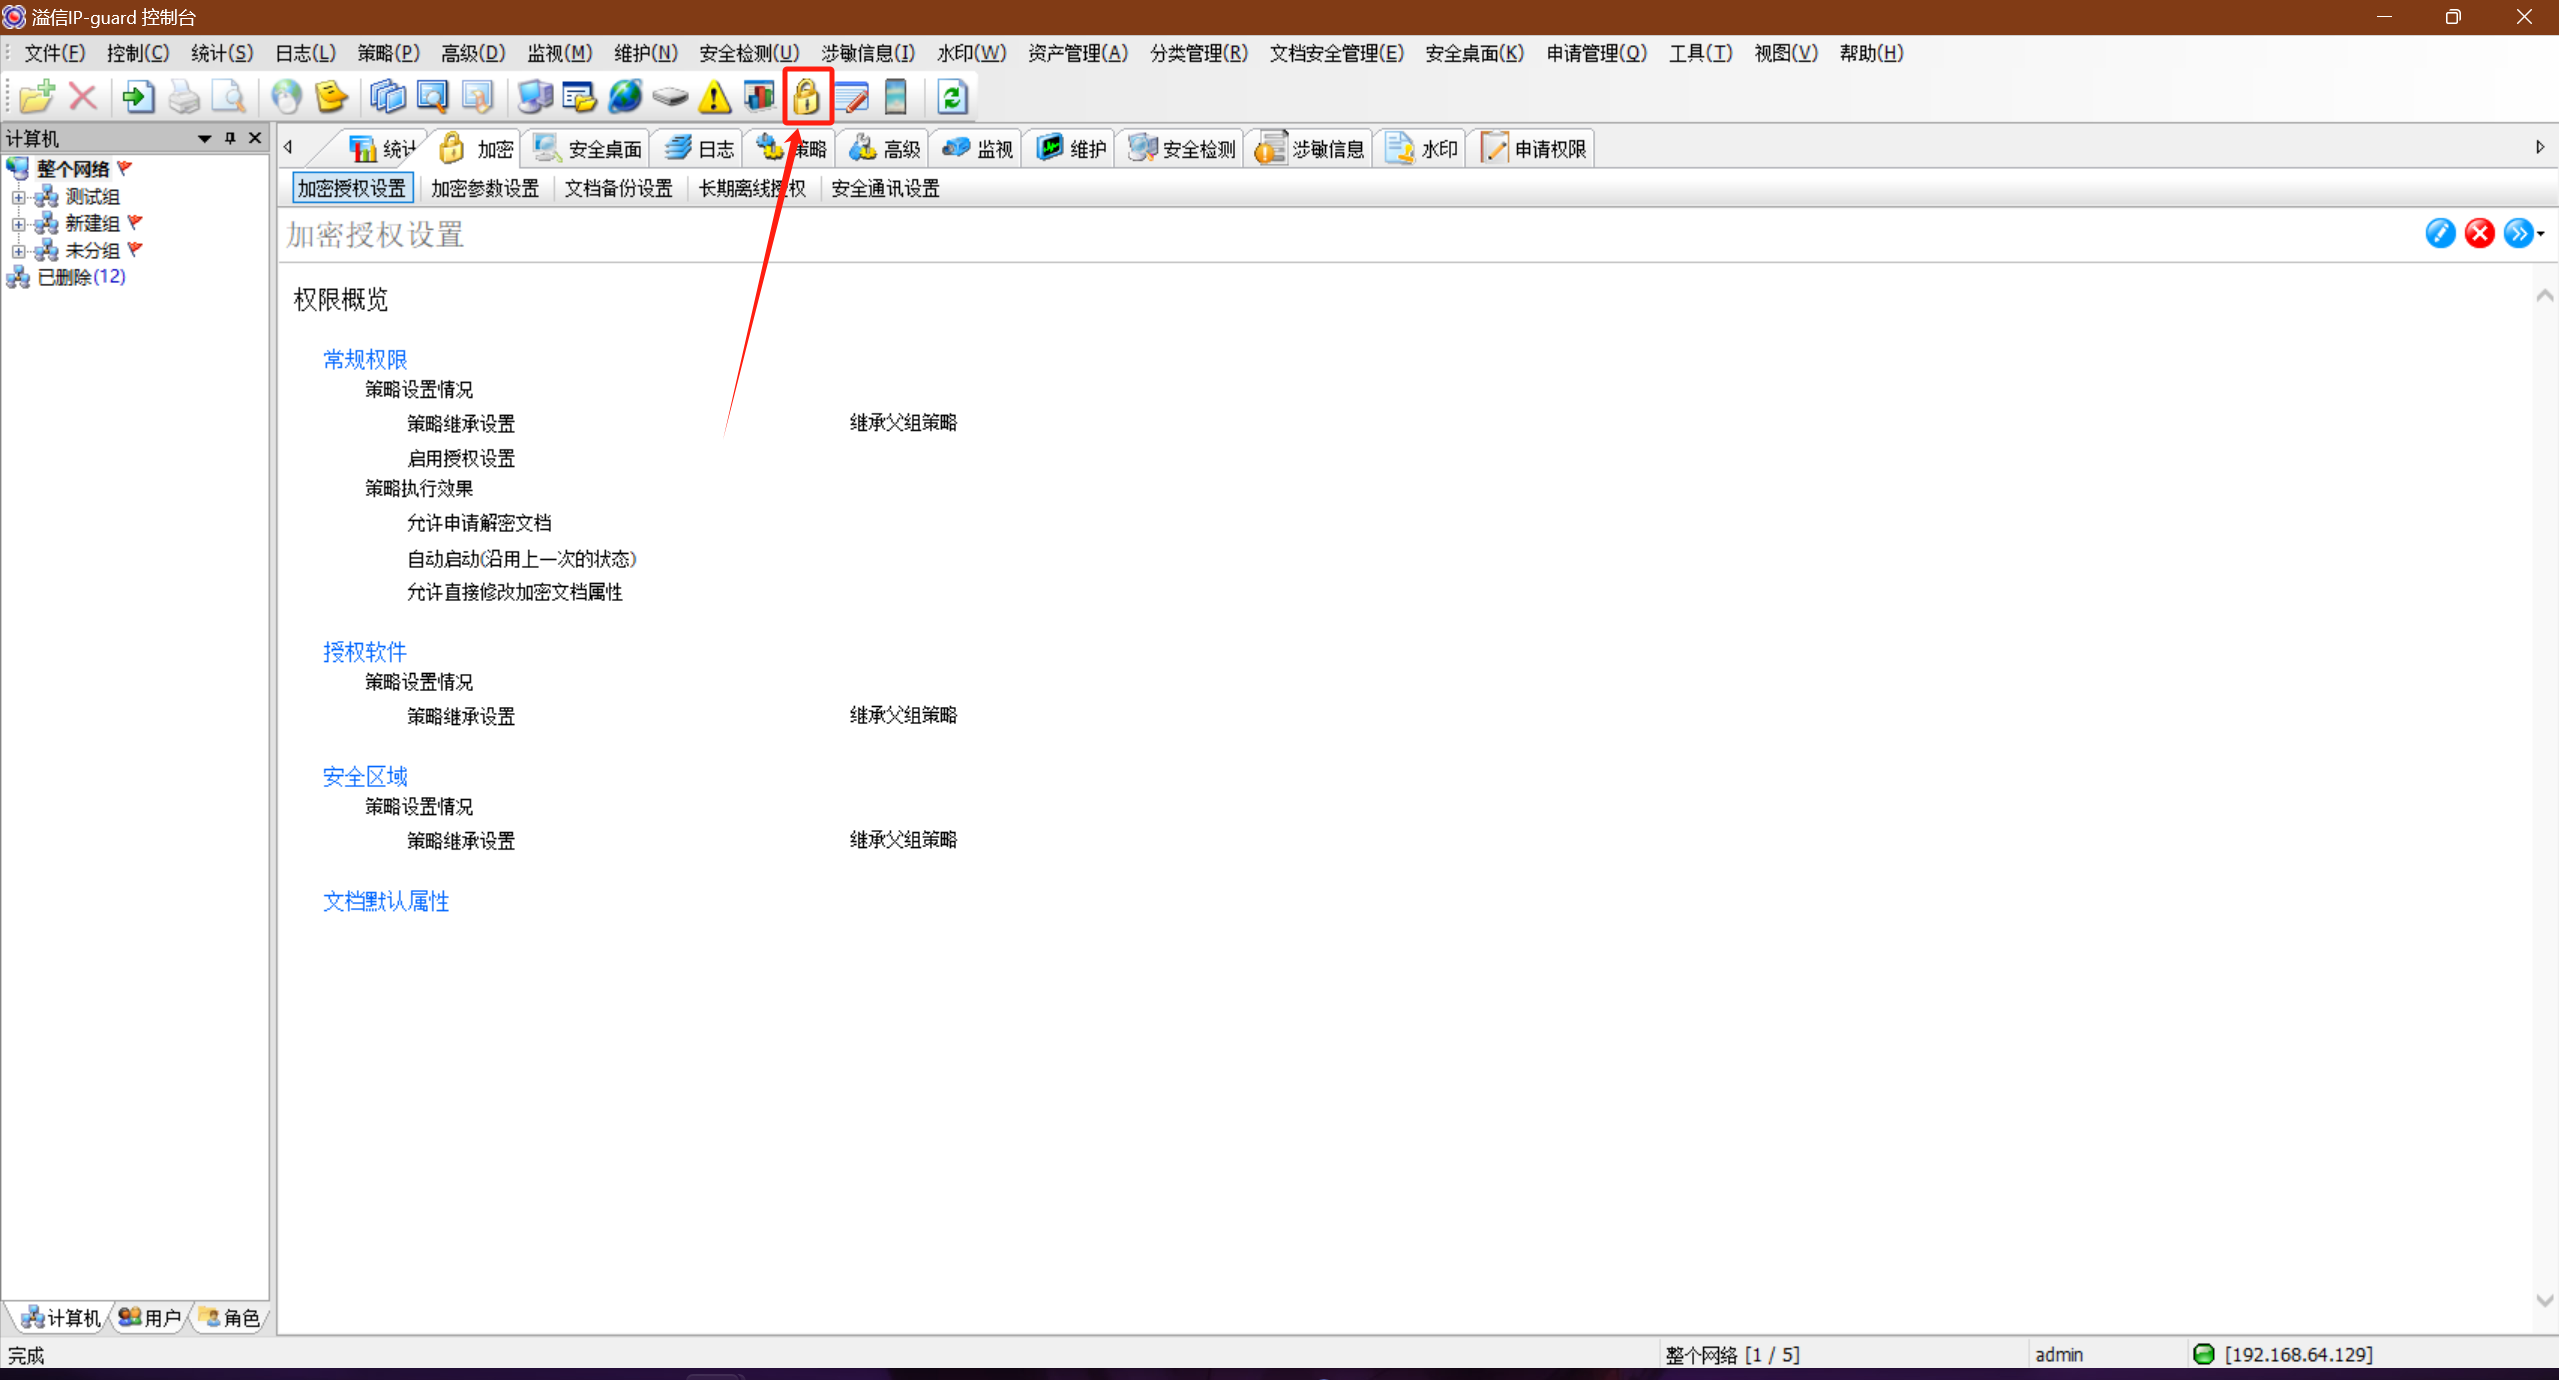 溢信IP-guard 控制台
文件(F) 控制(C) 统计(S) 日志(L) 策略(P) 高级(D) 监视(M) 维护(N) 安全检测(U) 涉敏信息(I) 水印(W) 资产管理(A) 分类管理(R) 文档安全管理(E) 安全桌面(K) 申请管理(Q) 工具(T) 视图(V) 帮助(H)
计算机
统计 加密 安全桌面 日志 策略 高级 监视 维护 安全检测 涉敏信息 水印 申请权限
整个网络
测试组
新建组
未分组
已删除(12)
加密授权设置 加密参数设置 文档备份设置 长期离线授权 安全通讯设置
加密授权设置
权限概览
常规权限
策略设置情况
策略继承设置 继承父组策略
启用授权设置
策略执行效果
允许申请解密文档
自动启动(沿用上一次的状态)
允许直接修改加密文档属性
授权软件
策略设置情况
策略继承设置 继承父组策略
安全区域
策略设置情况
策略继承设置 继承父组策略
文档默认属性
计算机 用户 角色
完成 整个网络 [1 / 5] admin [192.168.64.129]